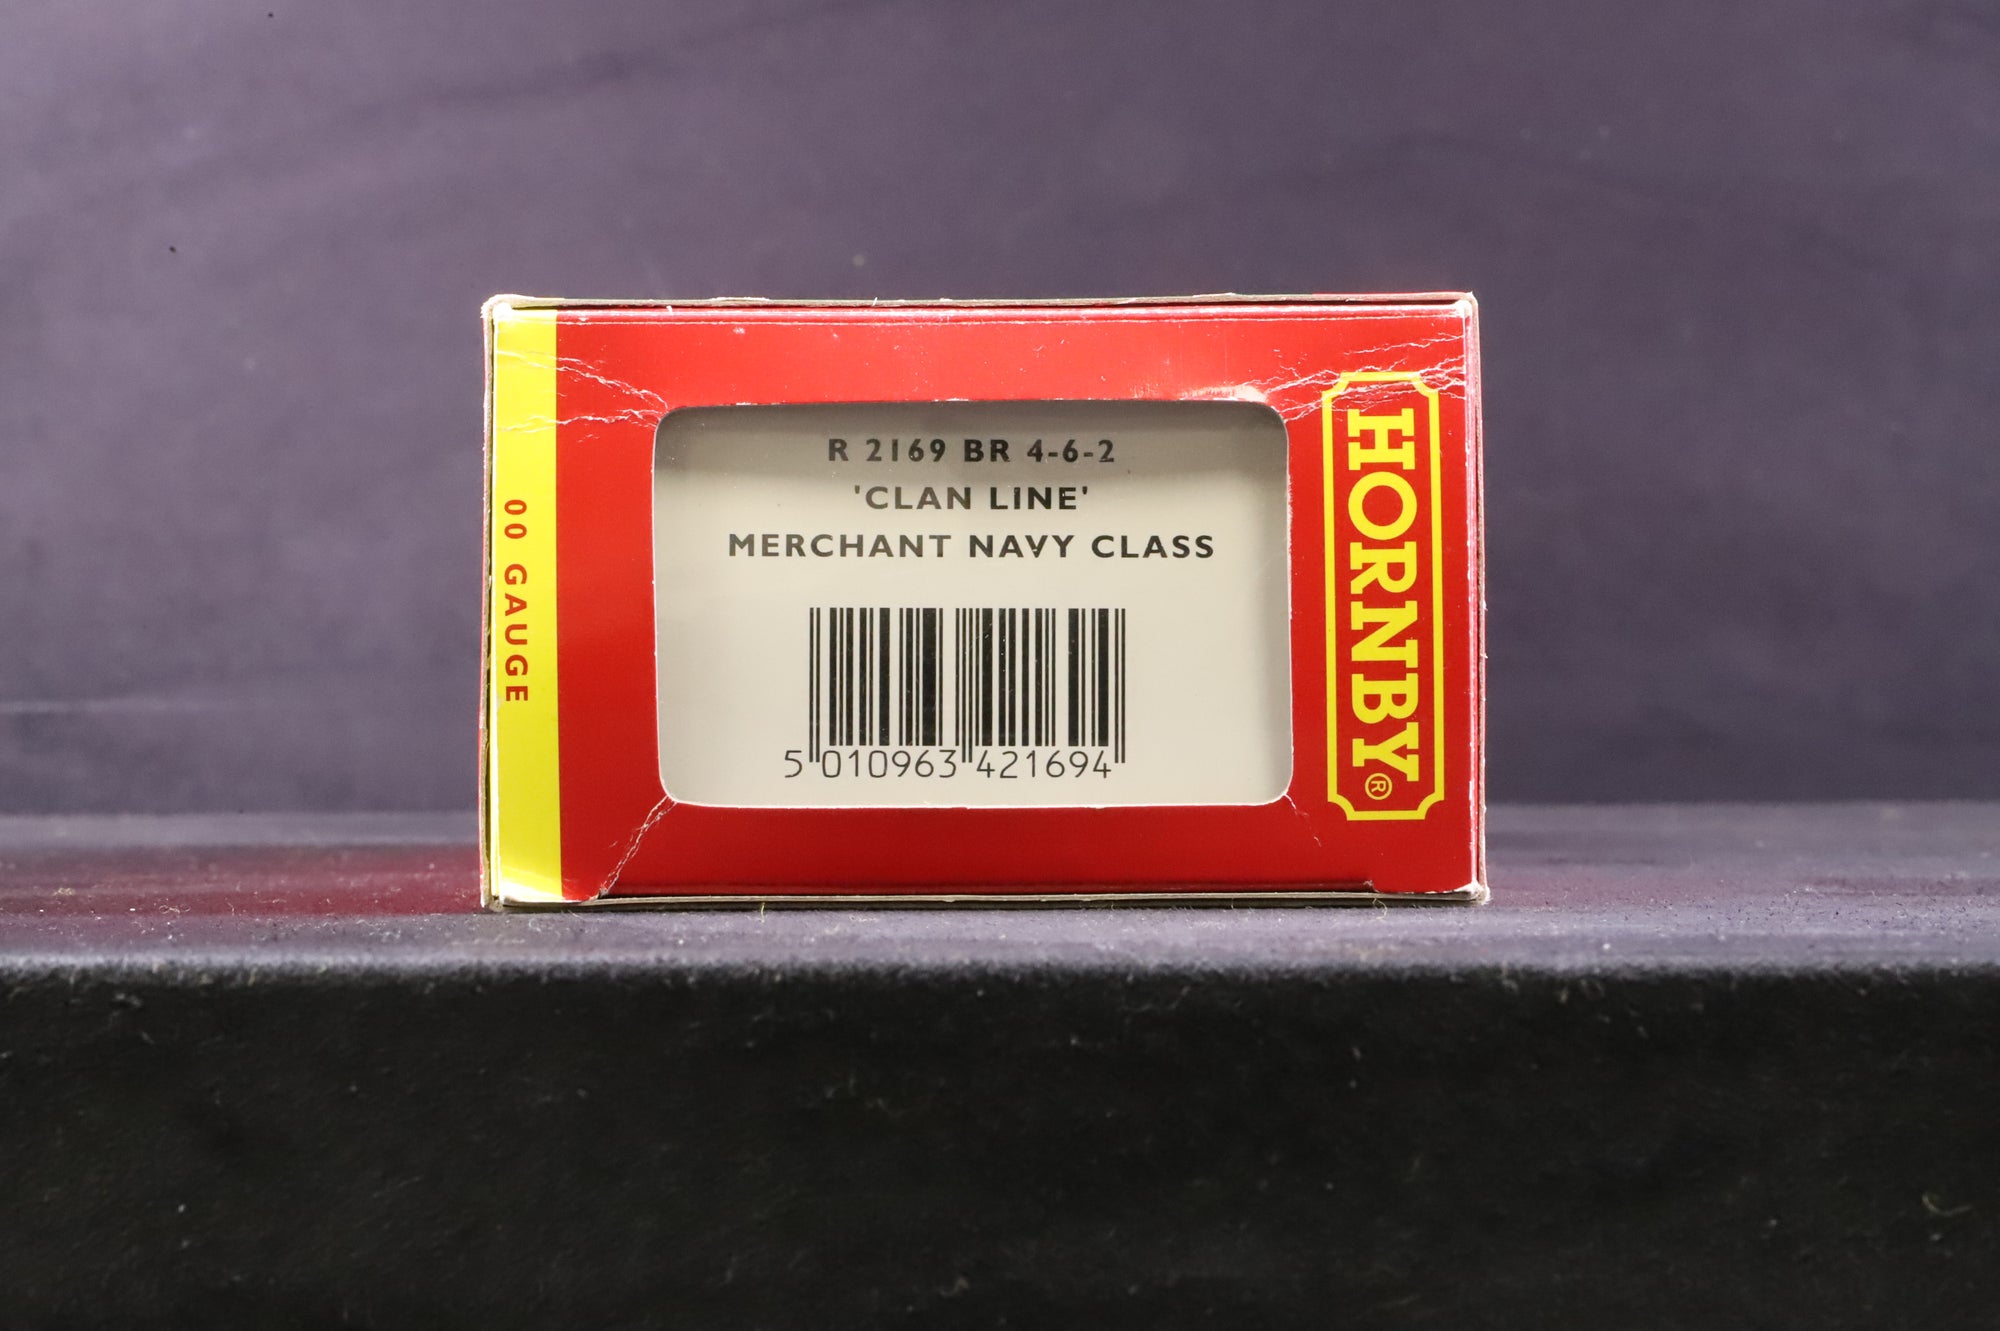 00 GAUGE
R 2169 BR 4-6-2
'CLAN LINE'
MERCHANT NAVY CLASS
5 010963 421694
HORNBY®